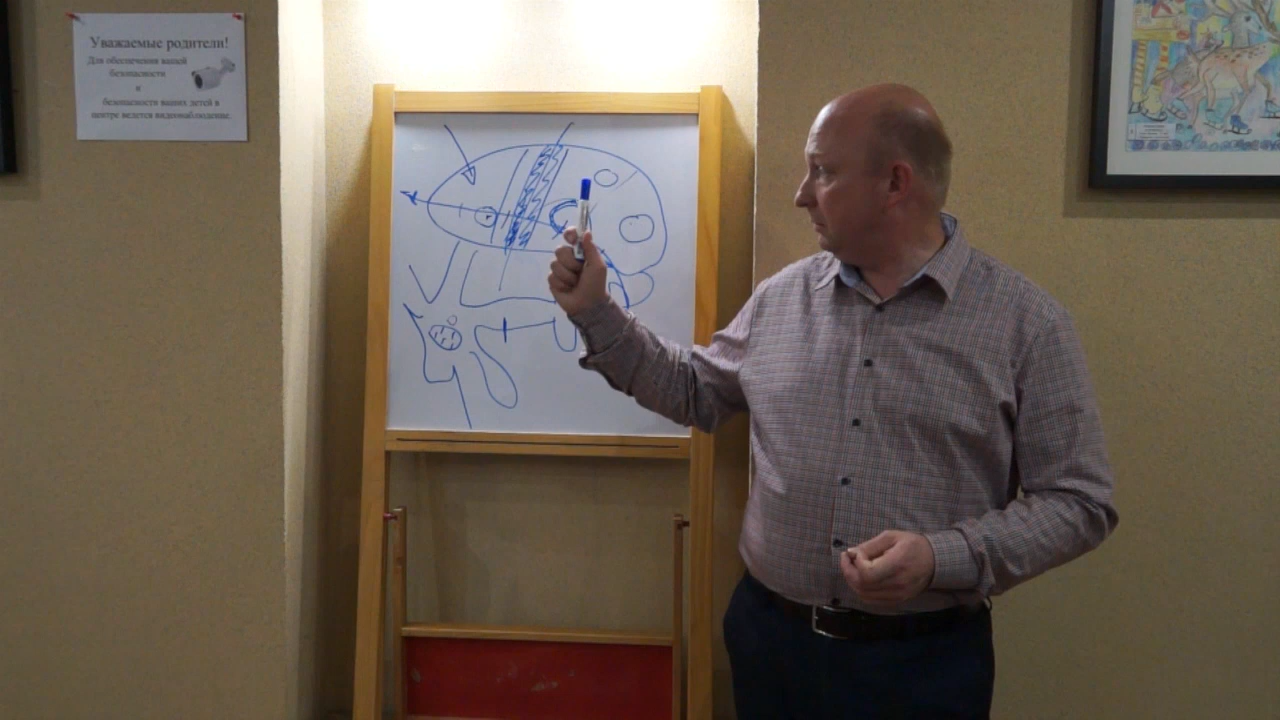 Уважаемые родители!
Для обеспечения вашей
безопасности
и
безопасности ваших детей в
центре ведется видеонаблюдение.